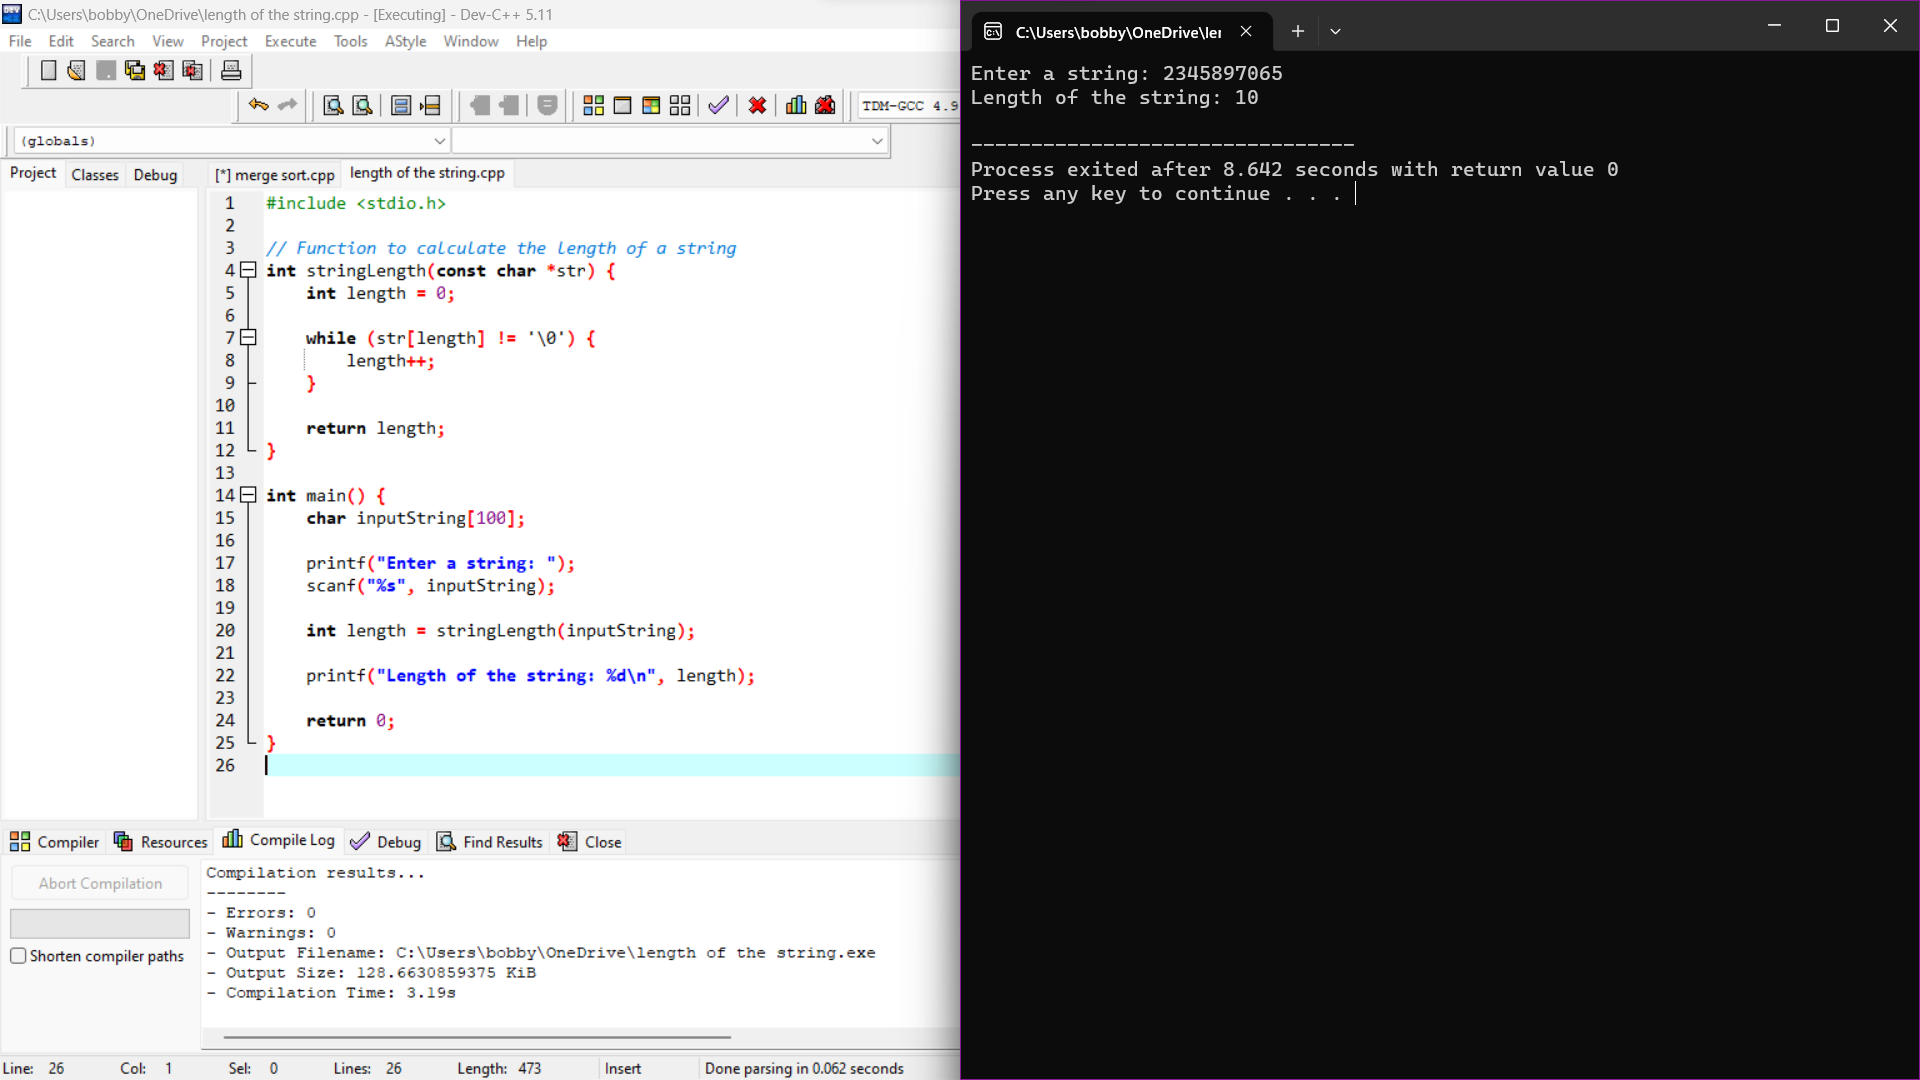 C:\Users\bobby\OneDrive\length of the string.cpp - [Executing] - Dev-C++ 5.11
File Edit Search View Project Execute Tools AStyle Window Help
TDM-GCC 4.9
(globals)
Project Classes Debug
[*] merge sort.cpp length of the string.cpp
1 #include <stdio.h>
2
3 // Function to calculate the length of a string
4 int stringLength(const char *str) {
5 int length = 0;
6
7 while (str[length] != '\0') {
8 length++;
9 }
10
11 return length;
12 }
13
14 int main() {
15 char inputString[100];
16
17 printf("Enter a string: ");
18 scanf("%s", inputString);
19
20 int length = stringLength(inputString);
21
22 printf("Length of the string: %d\n", length);
23
24 return 0;
25 }
26
Compiler Resources Compile Log Debug Find Results Close
Abort Compilation
Shorten compiler paths
Compilation results...
--------
- Errors: 0
- Warnings: 0
- Output Filename: C:\Users\bobby\OneDrive\length of the string.exe
- Output Size: 128.6630859375 KiB
- Compilation Time: 3.19s
Line: 26 Col: 1 Sel: 0 Lines: 26 Length: 473 Insert Done parsing in 0.062 seconds
C:\Users\bobby\OneDrive\ler
Enter a string: 2345897065
Length of the string: 10
--------------------------------
Process exited after 8.642 seconds with return value 0
Press any key to continue . . .